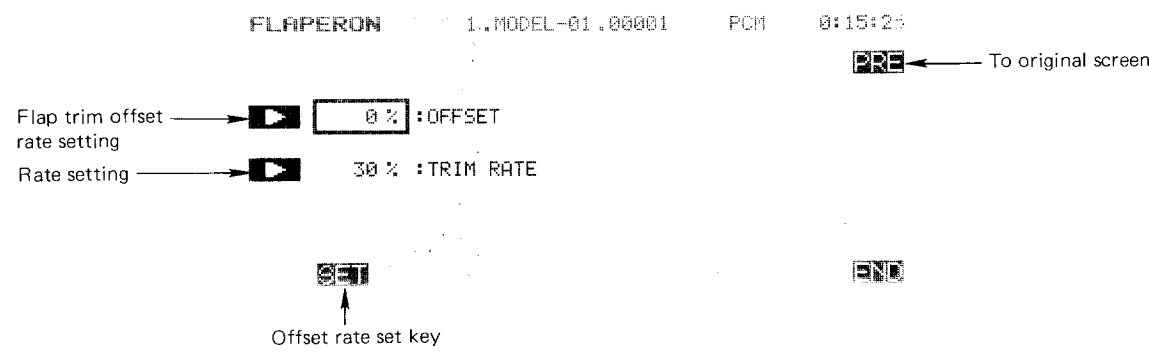 FLAPERON 1.MODEL-01.00001 PCM 0:15:25
PRE To original screen
Flap trim offset
rate setting
0 % :OFFSET
Rate setting
30 % :TRIM RATE
SET
END
Offset rate set key